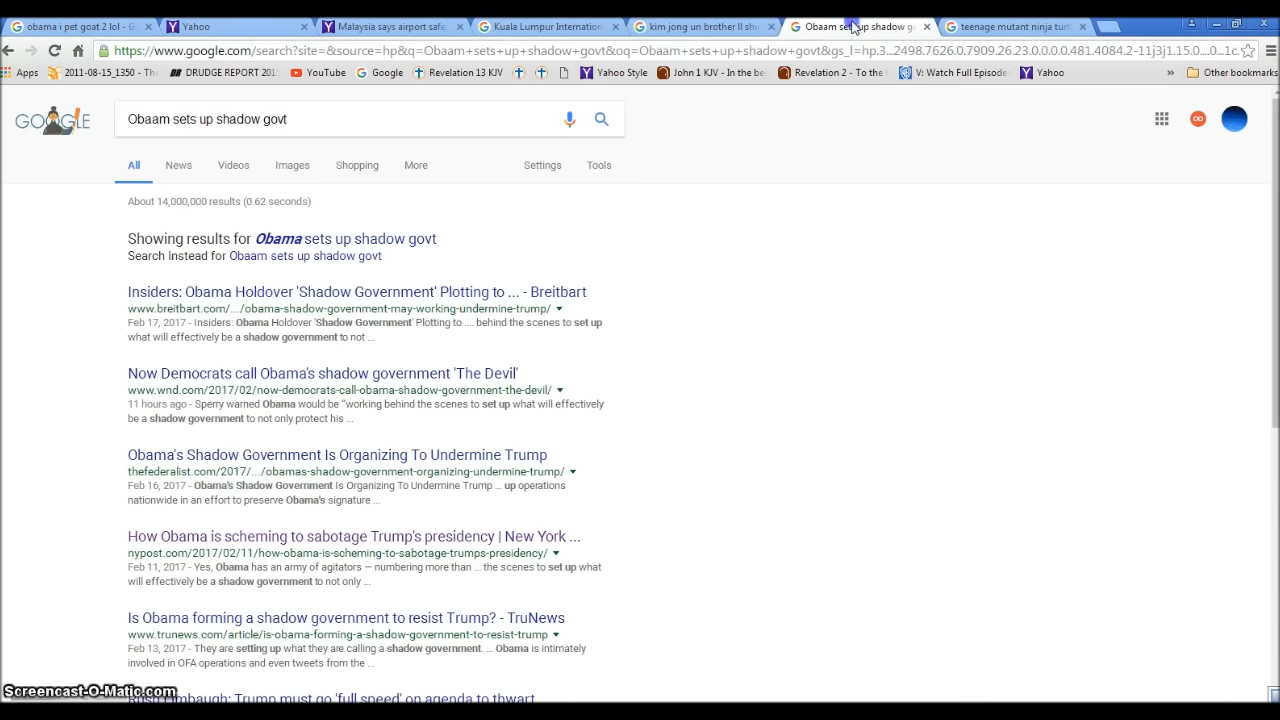 obama i pet goat 2 lol - G
Yahoo
Malaysia says airport safe
Kuala Lumpur Internation
kim jong un brother ll sh
Obaam sets up shadow g
teenage mutant ninja turt
https://www.google.com/search?site=&source=hp&q=Obaam+sets+up+shadow+govt&oq=Obaam+sets+up+shadow+govt&gs_l=hp.3...2498.7626.0.7909.26.23.0.0.0.0.481.4084.2-11j3j1.15.0....0...1c.
Apps
2011-08-15_1350 - Th
DRUDGE REPORT 201
YouTube
Google
Revelation 13 KJV
Yahoo Style
John 1 KJV - In the be
Revelation 2 - To the
V: Watch Full Episode
Yahoo
»
Other bookmarks
GOOGLE
Obaam sets up shadow govt
All
News
Videos
Images
Shopping
More
Settings
Tools
About 14,000,000 results (0.62 seconds)
Showing results for Obama sets up shadow govt
Search instead for Obaam sets up shadow govt
Insiders: Obama Holdover 'Shadow Government' Plotting to ... - Breitbart
www.breitbart.com/.../obama-shadow-government-may-working-undermine-trump/
Feb 17, 2017 - Insiders: Obama Holdover 'Shadow Government' Plotting to .... behind the scenes to set up
what will effectively be a shadow government to not ...
Now Democrats call Obama's shadow government 'The Devil'
www.wnd.com/2017/02/now-democrats-call-obama-shadow-government-the-devil/
11 hours ago - Sperry warned Obama would be “working behind the scenes to set up what will effectively
be a shadow government to not only protect his ...
Obama's Shadow Government Is Organizing To Undermine Trump
thefederalist.com/2017/.../obamas-shadow-government-organizing-undermine-trump/
Feb 16, 2017 - Obama's Shadow Government Is Organizing To Undermine Trump ... up operations
nationwide in an effort to preserve Obama's signature ...
How Obama is scheming to sabotage Trump's presidency | New York ...
nypost.com/2017/02/11/how-obama-is-scheming-to-sabotage-trumps-presidency/
Feb 11, 2017 - Yes, Obama has an army of agitators — numbering more than ... the scenes to set up what
will effectively be a shadow government to not only ...
Is Obama forming a shadow government to resist Trump? - TruNews
www.trunews.com/article/is-obama-forming-a-shadow-government-to-resist-trump
Feb 13, 2017 - They are setting up what they are calling a shadow government. ... Obama is intimately
involved in OFA operations and even tweets from the ...
Rush Limbaugh: Trump must go 'full speed' on agenda to thwart
Screencast-O-Matic.com